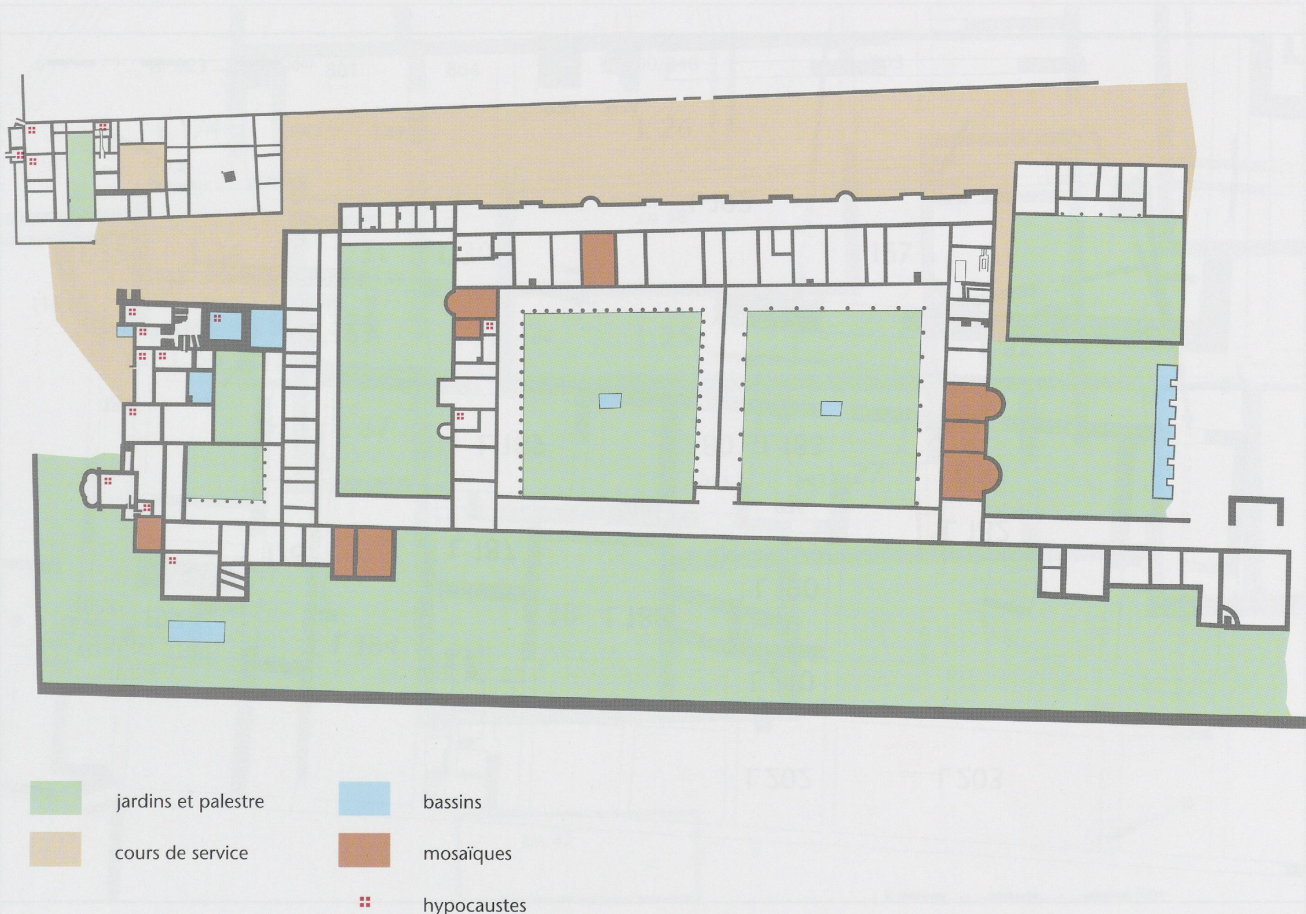 jardins et palestre
cours de service
bassins
mosaïques
hypocaustes